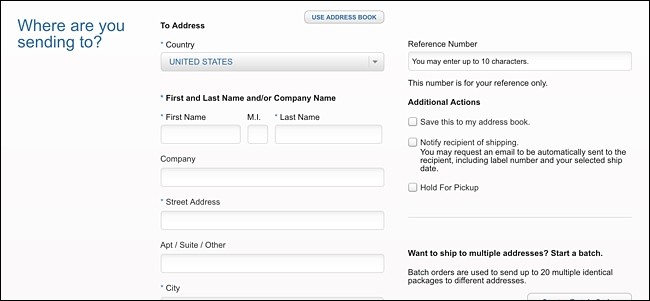 Where are you
sending to?
To Address
USE ADDRESS BOOK
* Country
UNITED STATES
* First and Last Name and/or Company Name
* First Name
M.I.
* Last Name
Company
* Street Address
Apt / Suite / Other
* City
Reference Number
You may enter up to 10 characters.
This number is for your reference only.
Additional Actions
Save this to my address book.
Notify recipient of shipping.
You may request an email to be automatically sent to the
recipient, including label number and your selected ship
date.
Hold For Pickup
Want to ship to multiple addresses? Start a batch.
Batch orders are used to send up to 20 multiple identical
packages to different addresses.